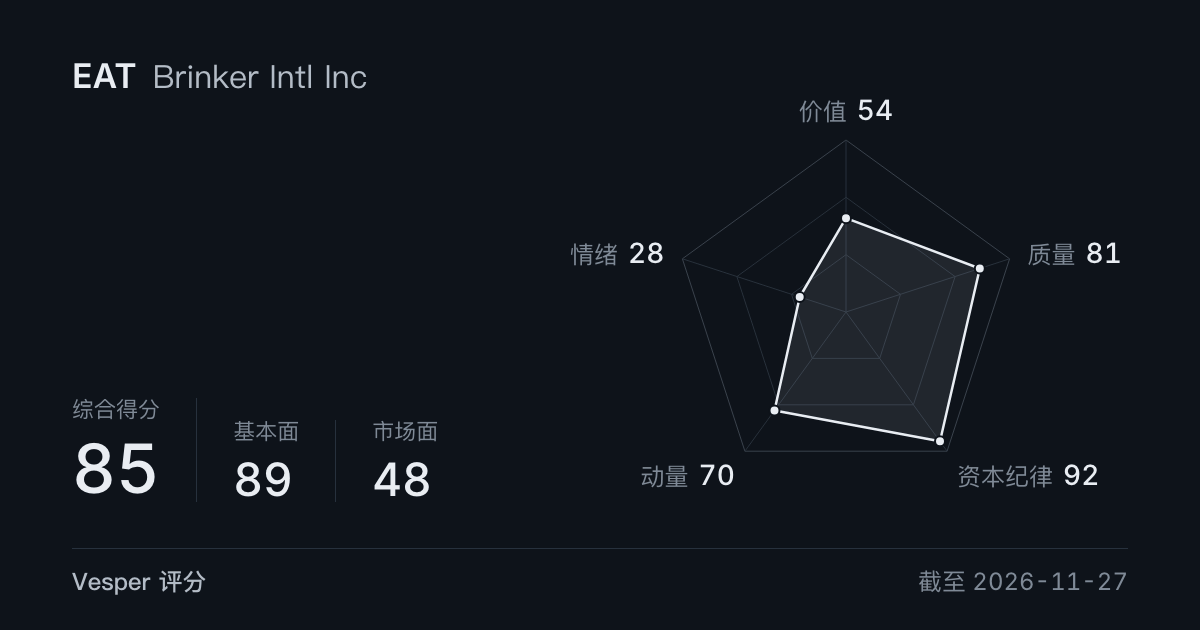 EAT Brinker Intl Inc
价值 54
情绪 28
质量 81
动量 70
资本纪律 92
综合得分
85
基本面
89
市场面
48
Vesper 评分
截至 2026-11-27